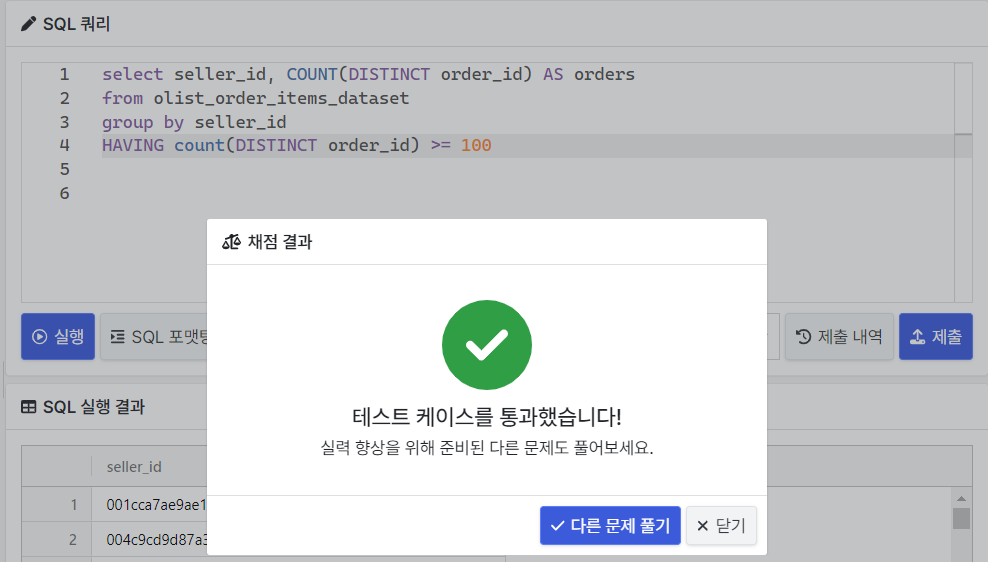 SQL 쿼리
1 select seller_id, COUNT(DISTINCT order_id) AS orders
2 from olist_order_items_dataset
3 group by seller_id
4 HAVING count(DISTINCT order_id) >= 100
5
6
채점 결과
테스트 케이스를 통과했습니다!
실력 향상을 위해 준비된 다른 문제도 풀어보세요.
다른 문제 풀기 닫기
실행 SQL 포맷팅 제출 내역 제출
SQL 실행 결과
seller_id
1 001cca7ae9ae1
2 004c9cd9d87a3